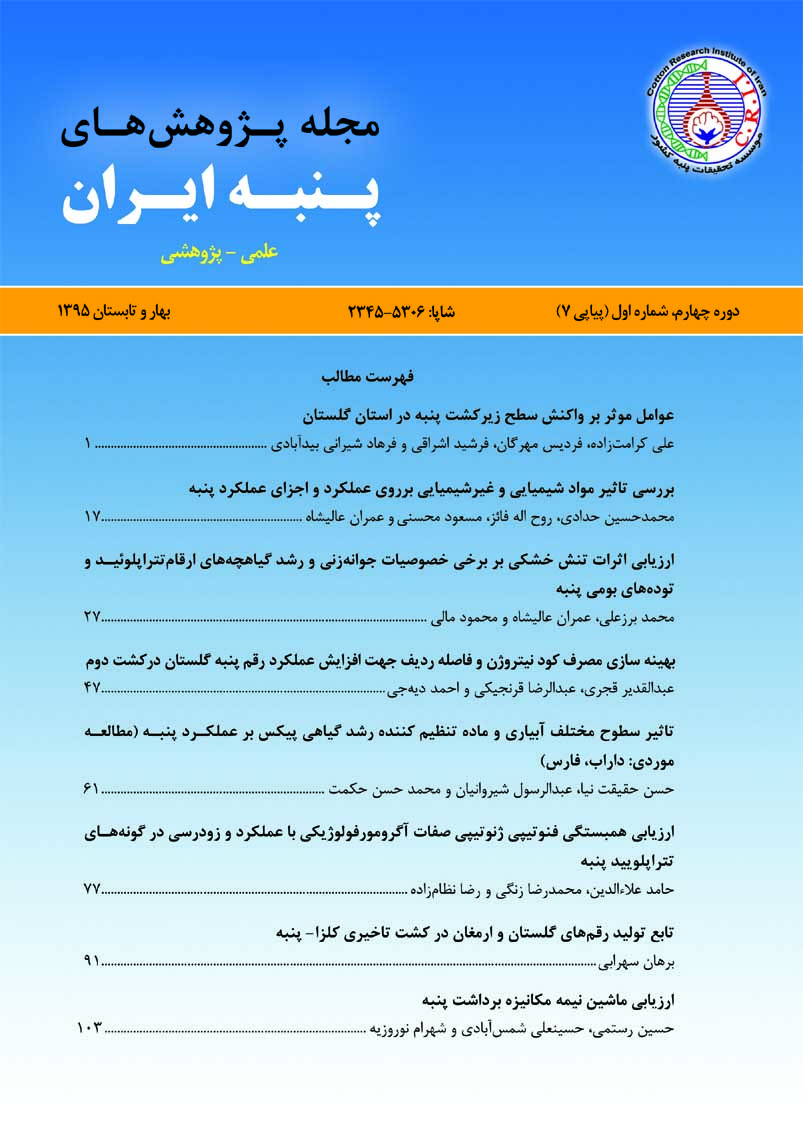 Cotton Research Institute of Iran
C.R.I.I.
موسسه تحقیقات پنبه کشور
مجله پـژوهش‌هـای
پـنبـه ایـران
علمی - پژوهشی
دوره چهارم، شماره اول (پیاپی ۷) شاپا: ۵۳۰۶-۲۳۴۵ بهار و تابستان ۱۳۹۵
فهرست مطالب
عوامل موثر بر واکنش سطح زیرکشت پنبه در استان گلستان
علی کرامت‌زاده، فردیس مهرگان، فرشید اشراقی و فرهاد شیرانی بیدآبادی ........ ۱
بررسی تاثیر مواد شیمیایی و غیرشیمیایی برروی عملکرد و اجزای عملکرد پنبه
محمدحسین حدادی، روح اله فائز، مسعود محسنی و عمران عالیشاه ........ ۱۷
ارزیابی اثرات تنش خشکی بر برخی خصوصیات جوانه‌زنی و رشد گیاهچه‌های ارقام‌تتراپلوئیـد و
توده‌های بومی پنبه
محمد برزعلی، عمران عالیشاه و محمود مالی ........ ۲۷
بهینه سازی مصرف کود نیتروژن و فاصله ردیف جهت افزایش عملکرد رقم پنبه گلستان درکشت دوم
عبدالقدیر قجری، عبدالرضا قرنجیکی و احمد دیه‌جی ........ ۴۷
تاثیر سطوح مختلف آبیاری و ماده تنظیم کننده رشد گیاهی پیکس بر عملکـرد پنبـه (مطالعـه
موردی: داراب، فارس)
حسن حقیقت نیا، عبدالرسول شیروانیان و محمد حسن حکمت ........ ۶۱
ارزیابی همبستگی فنوتیپی ژنوتیپی صفات آگرومورفولوژیکی با عملکرد و زودرسی در گونه‌هـای
تتراپلویید پنبه
حامد علاءالدین، محمدرضا زنگی و رضا نظام‌زاده ........ ۷۷
تابع تولید رقم‌های گلستان و ارمغان در کشت تاخیری کلزا- پنبه
برهان سهرابی ........ ۹۱
ارزیابی ماشین نیمه مکانیزه برداشت پنبه
حسین رستمی، حسینعلی شمس‌آبادی و شهرام نوروزیه ........ ۱۰۳